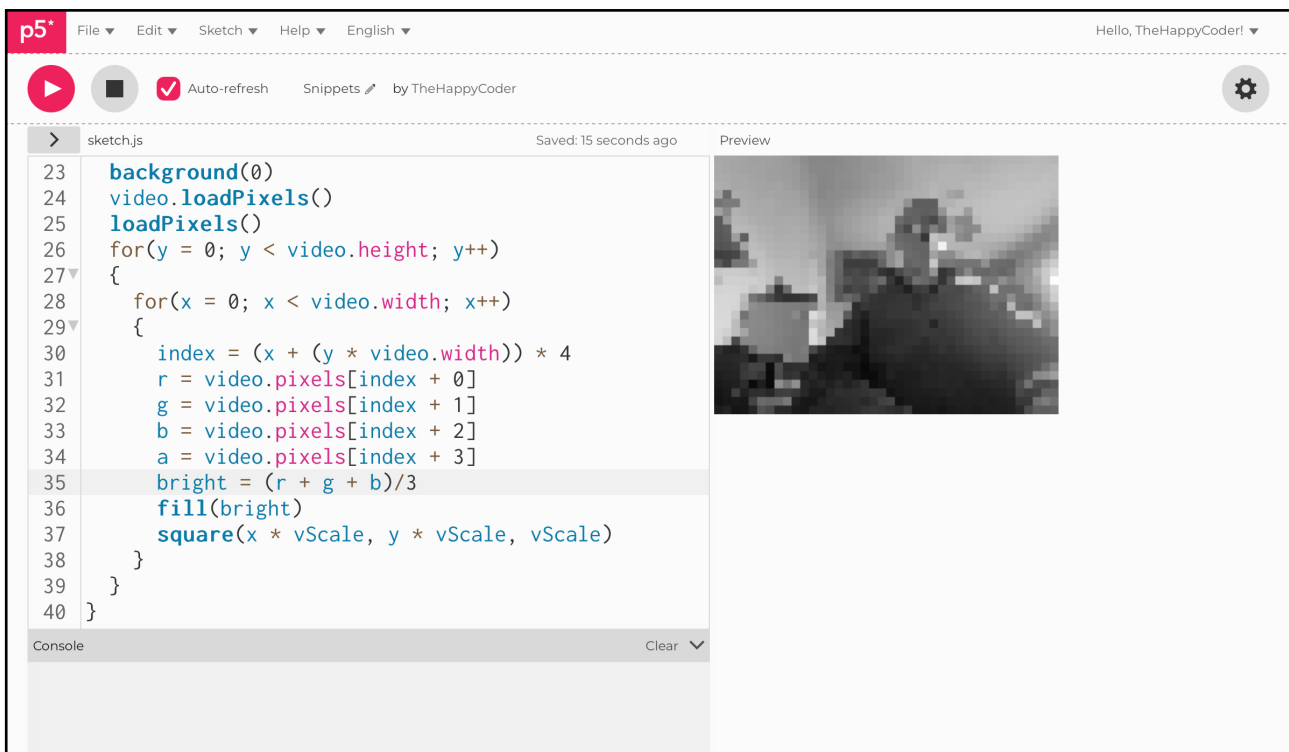 p5* File Edit Sketch Help English Hello, TheHappyCoder!
Auto-refresh Snippets by TheHappyCoder
sketch.js Saved: 15 seconds ago Preview
23 background(0)
24 video.loadPixels()
25 loadPixels()
26 for(y = 0; y < video.height; y++)
27 {
28 for(x = 0; x < video.width; x++)
29 {
30 index = (x + (y * video.width)) * 4
31 r = video.pixels[index + 0]
32 g = video.pixels[index + 1]
33 b = video.pixels[index + 2]
34 a = video.pixels[index + 3]
35 bright = (r + g + b)/3
36 fill(bright)
37 square(x * vScale, y * vScale, vScale)
38 }
39 }
40 }
Console Clear